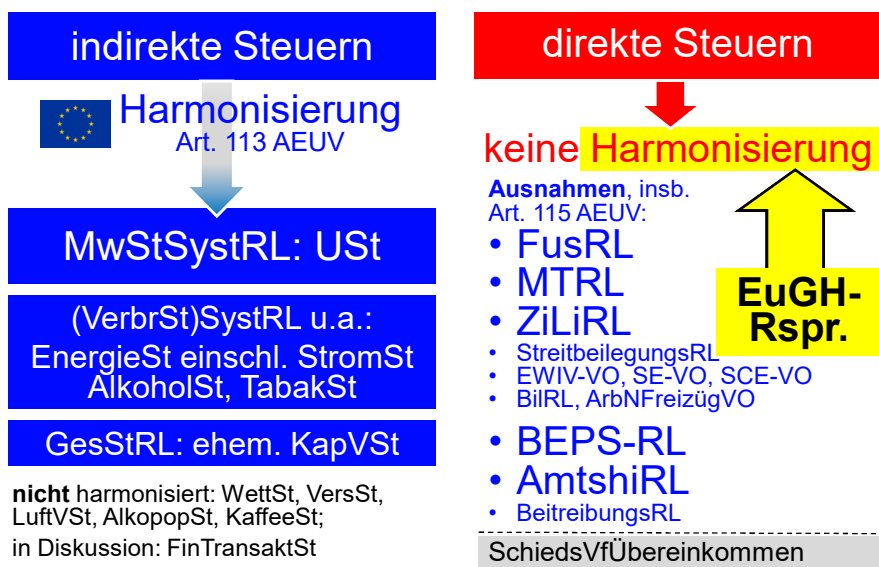 indirekte Steuern
Harmonisierung
Art. 113 AEUV
MwStSystRL: USt
(VerbrSt)SystRL u.a.:
EnergieSt einschl. StromSt
AlkoholSt, TabakSt
GesStRL: ehem. KapVSt
nicht harmonisiert: WettSt, VersSt,
LuftVSt, AlkopopSt, KaffeeSt;
in Diskussion: FinTransaktSt
direkte Steuern
keine Harmonisierung
Ausnahmen, insb.
Art. 115 AEUV:
• FusRL
• MTRL
• ZiLiRL
• StreitbeilegungsRL
• EWIV-VO, SE-VO, SCE-VO
• BilRL, ArbNFreizügVO
• BEPS-RL
• AmtshiRL
• BeitreibungsRL
EuGH-
Rspr.
SchiedsVfÜbereinkommen